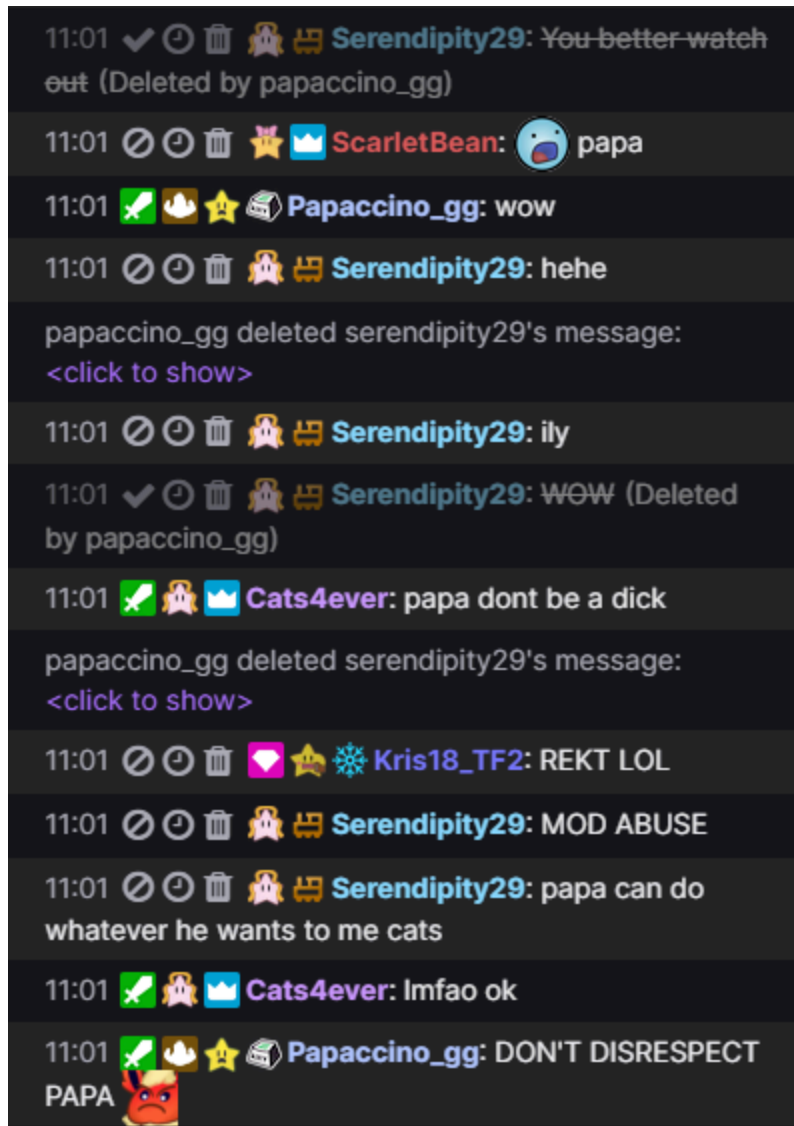 11:01 Serendipity29: You better watch
out (Deleted by papaccino_gg)
11:01 ScarletBean: papa
11:01 Papaccino_gg: wow
11:01 Serendipity29: hehe
papaccino_gg deleted serendipity29's message:
<click to show>
11:01 Serendipity29: ily
11:01 Serendipity29: WOW (Deleted
by papaccino_gg)
11:01 Cats4ever: papa dont be a dick
papaccino_gg deleted serendipity29's message:
<click to show>
11:01 Kris18_TF2: REKT LOL
11:01 Serendipity29: MOD ABUSE
11:01 Serendipity29: papa can do
whatever he wants to me cats
11:01 Cats4ever: lmfao ok
11:01 Papaccino_gg: DON'T DISRESPECT
PAPA